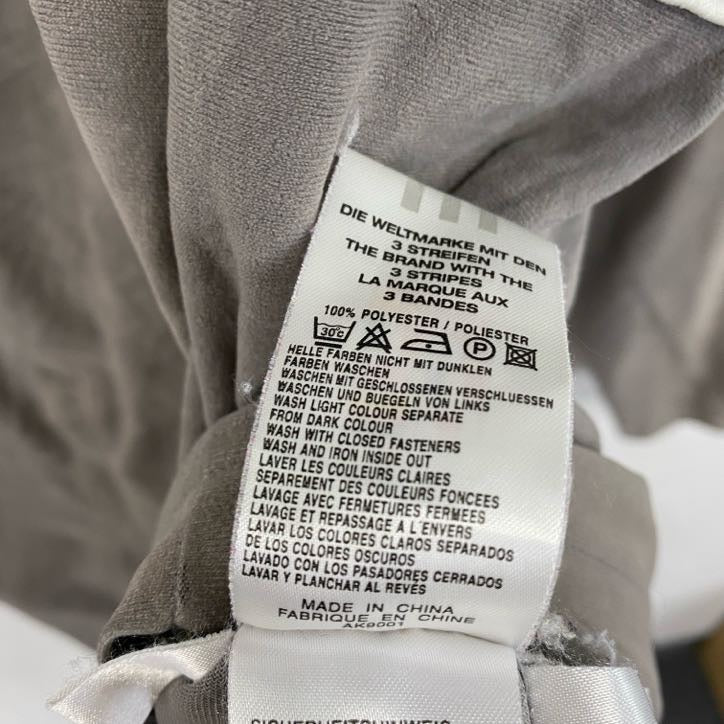 DIE WELTMARKE MIT DEN
3 STREIFEN
THE BRAND WITH THE
3 STRIPES
LA MARQUE AUX
3 BANDES
100% POLYESTER / POLIESTER
30°C P
HELLE FARBEN NICHT MIT DUNKLEN
FARBEN WASCHEN
WASCHEN MIT GESCHLOSSENEN VERSCHLUESSEN
WASCHEN UND BUEGELN VON LINKS
WASH LIGHT COLOUR SEPARATE
FROM DARK COLOUR
WASH WITH CLOSED FASTENERS
WASH AND IRON INSIDE OUT
LAVER LES COULEURS CLAIRES
SEPAREMENT DES COULEURS FONCEES
LAVAGE AVEC FERMETURES FERMEES
LAVAGE ET REPASSAGE A L'ENVERS
LAVAR LOS COLORES CLAROS SEPARADOS
DE LOS COLORES OSCUROS
LAVADO CON LOS PASADORES CERRADOS
LAVAR Y PLANCHAR AL REVÉS
MADE IN CHINA
FABRIQUE EN CHINE
AK9001
SICHERHEITSHINWEIS